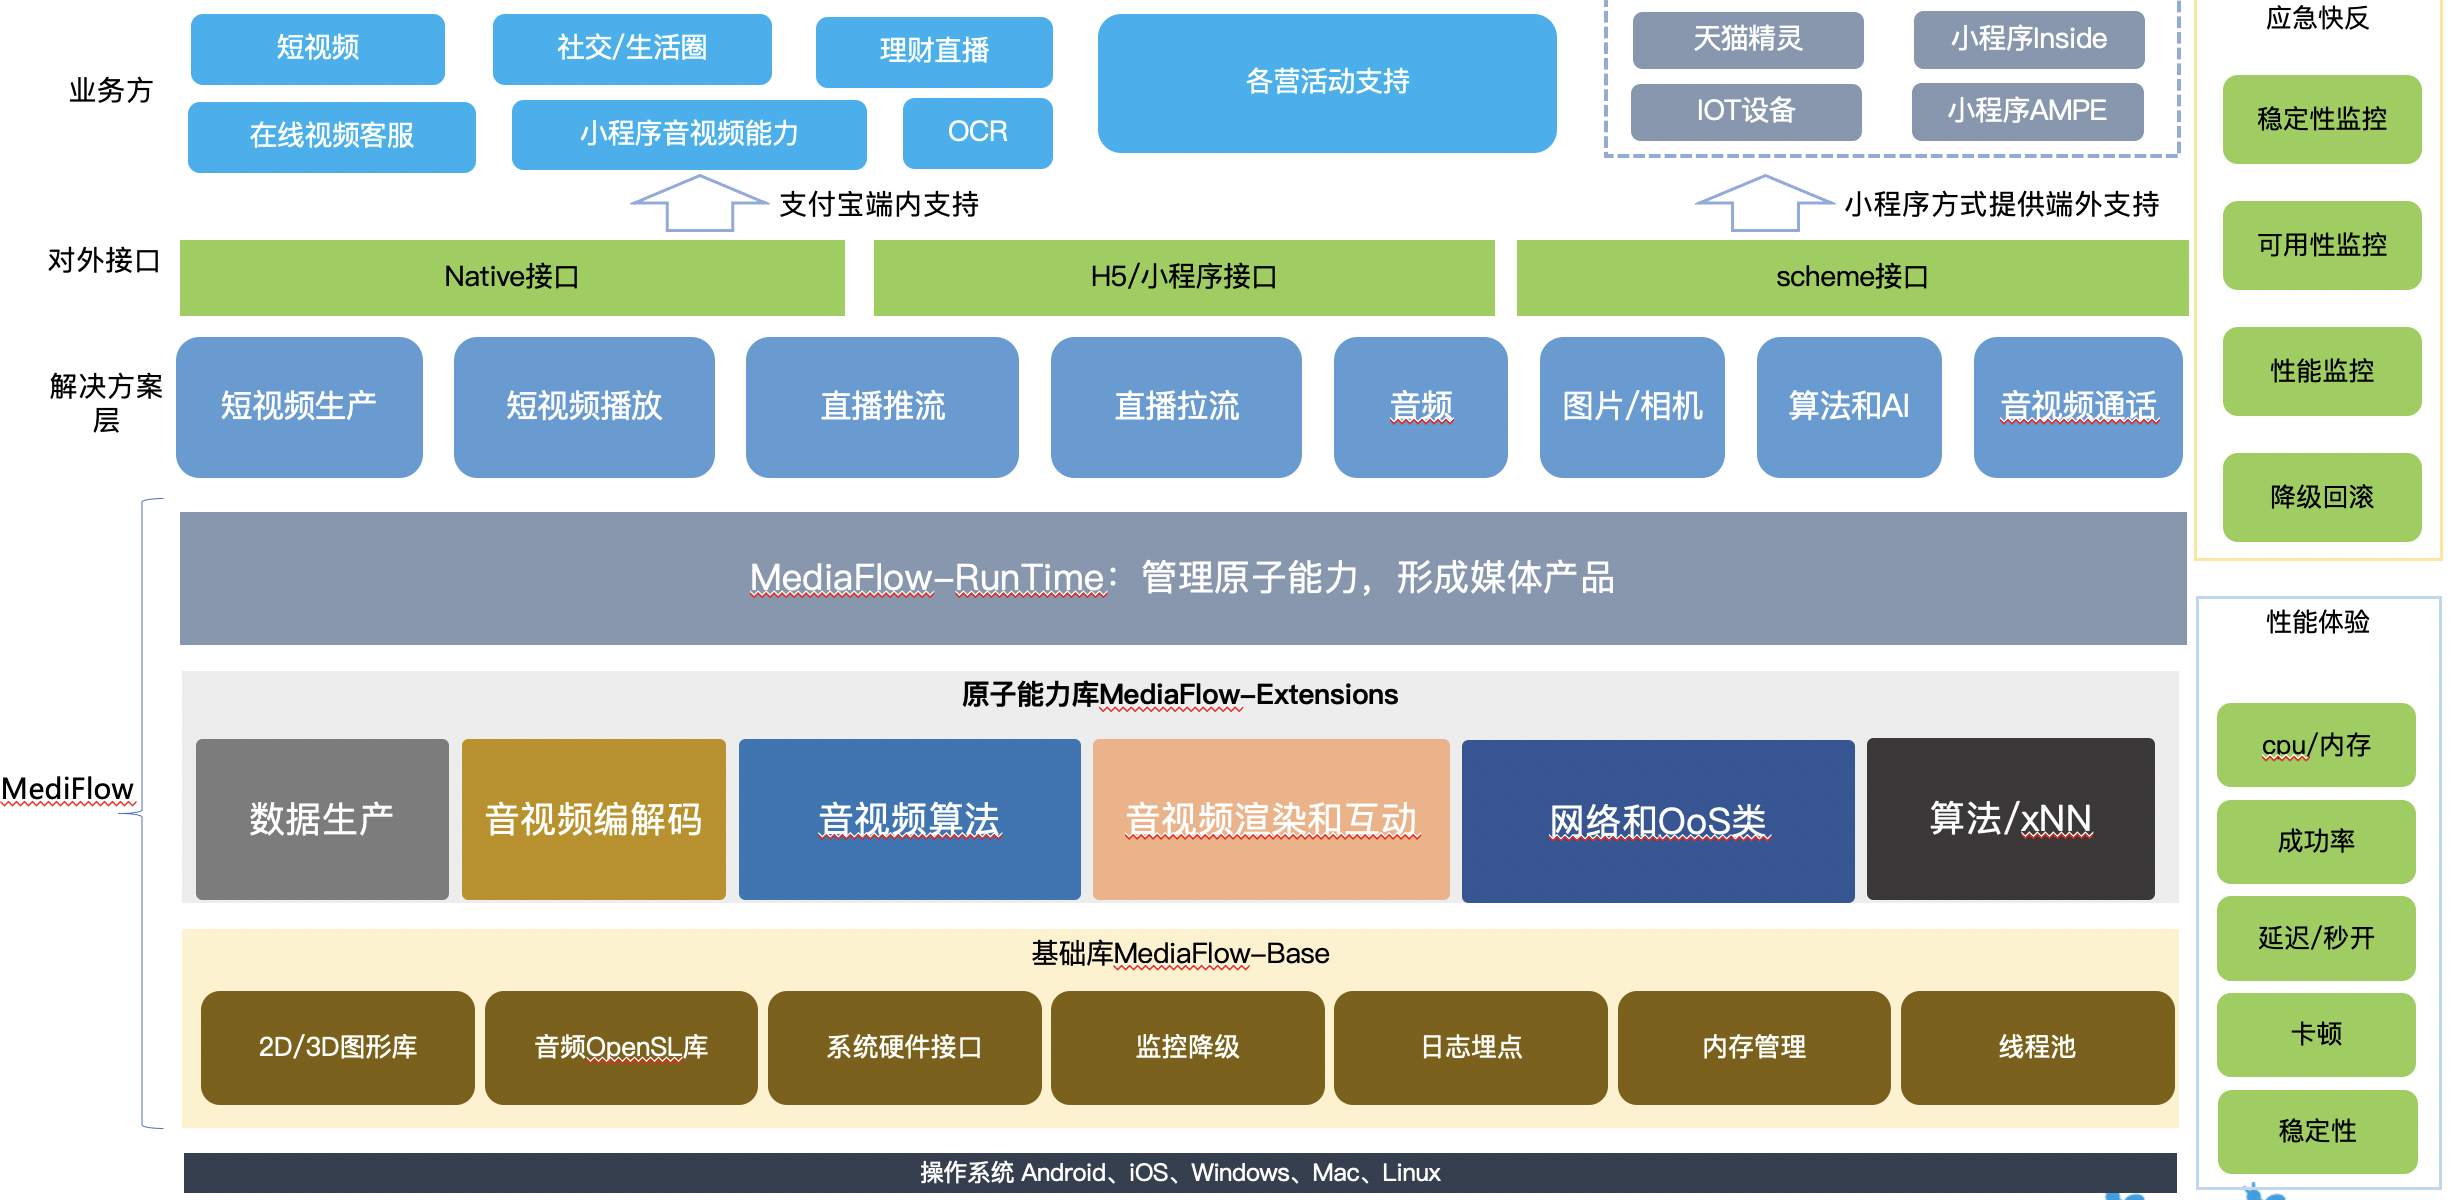 业务方
短视频
社交/生活圈
理财直播
在线视频客服
小程序音视频能力
OCR
各营活动支持
天猫精灵
小程序Inside
IOT设备
小程序AMPE
支付宝端内支持
小程序方式提供端外支持
对外接口
Native接口
H5/小程序接口
scheme接口
解决方案
层
短视频生产
短视频播放
直播推流
直播拉流
音频
图片/相机
算法和AI
音视频通话
MediFlow
MediaFlow-RunTime：管理原子能力，形成媒体产品
原子能力库MediaFlow-Extensions
数据生产
音视频编解码
音视频算法
音视频渲染和互动
网络和QoS类
算法/xNN
基础库MediaFlow-Base
2D/3D图形库
音频OpenSL库
系统硬件接口
监控降级
日志埋点
内存管理
线程池
操作系统 Android、iOS、Windows、Mac、Linux
应急快反
稳定性监控
可用性监控
性能监控
降级回滚
性能体验
cpu/内存
成功率
延迟/秒开
卡顿
稳定性